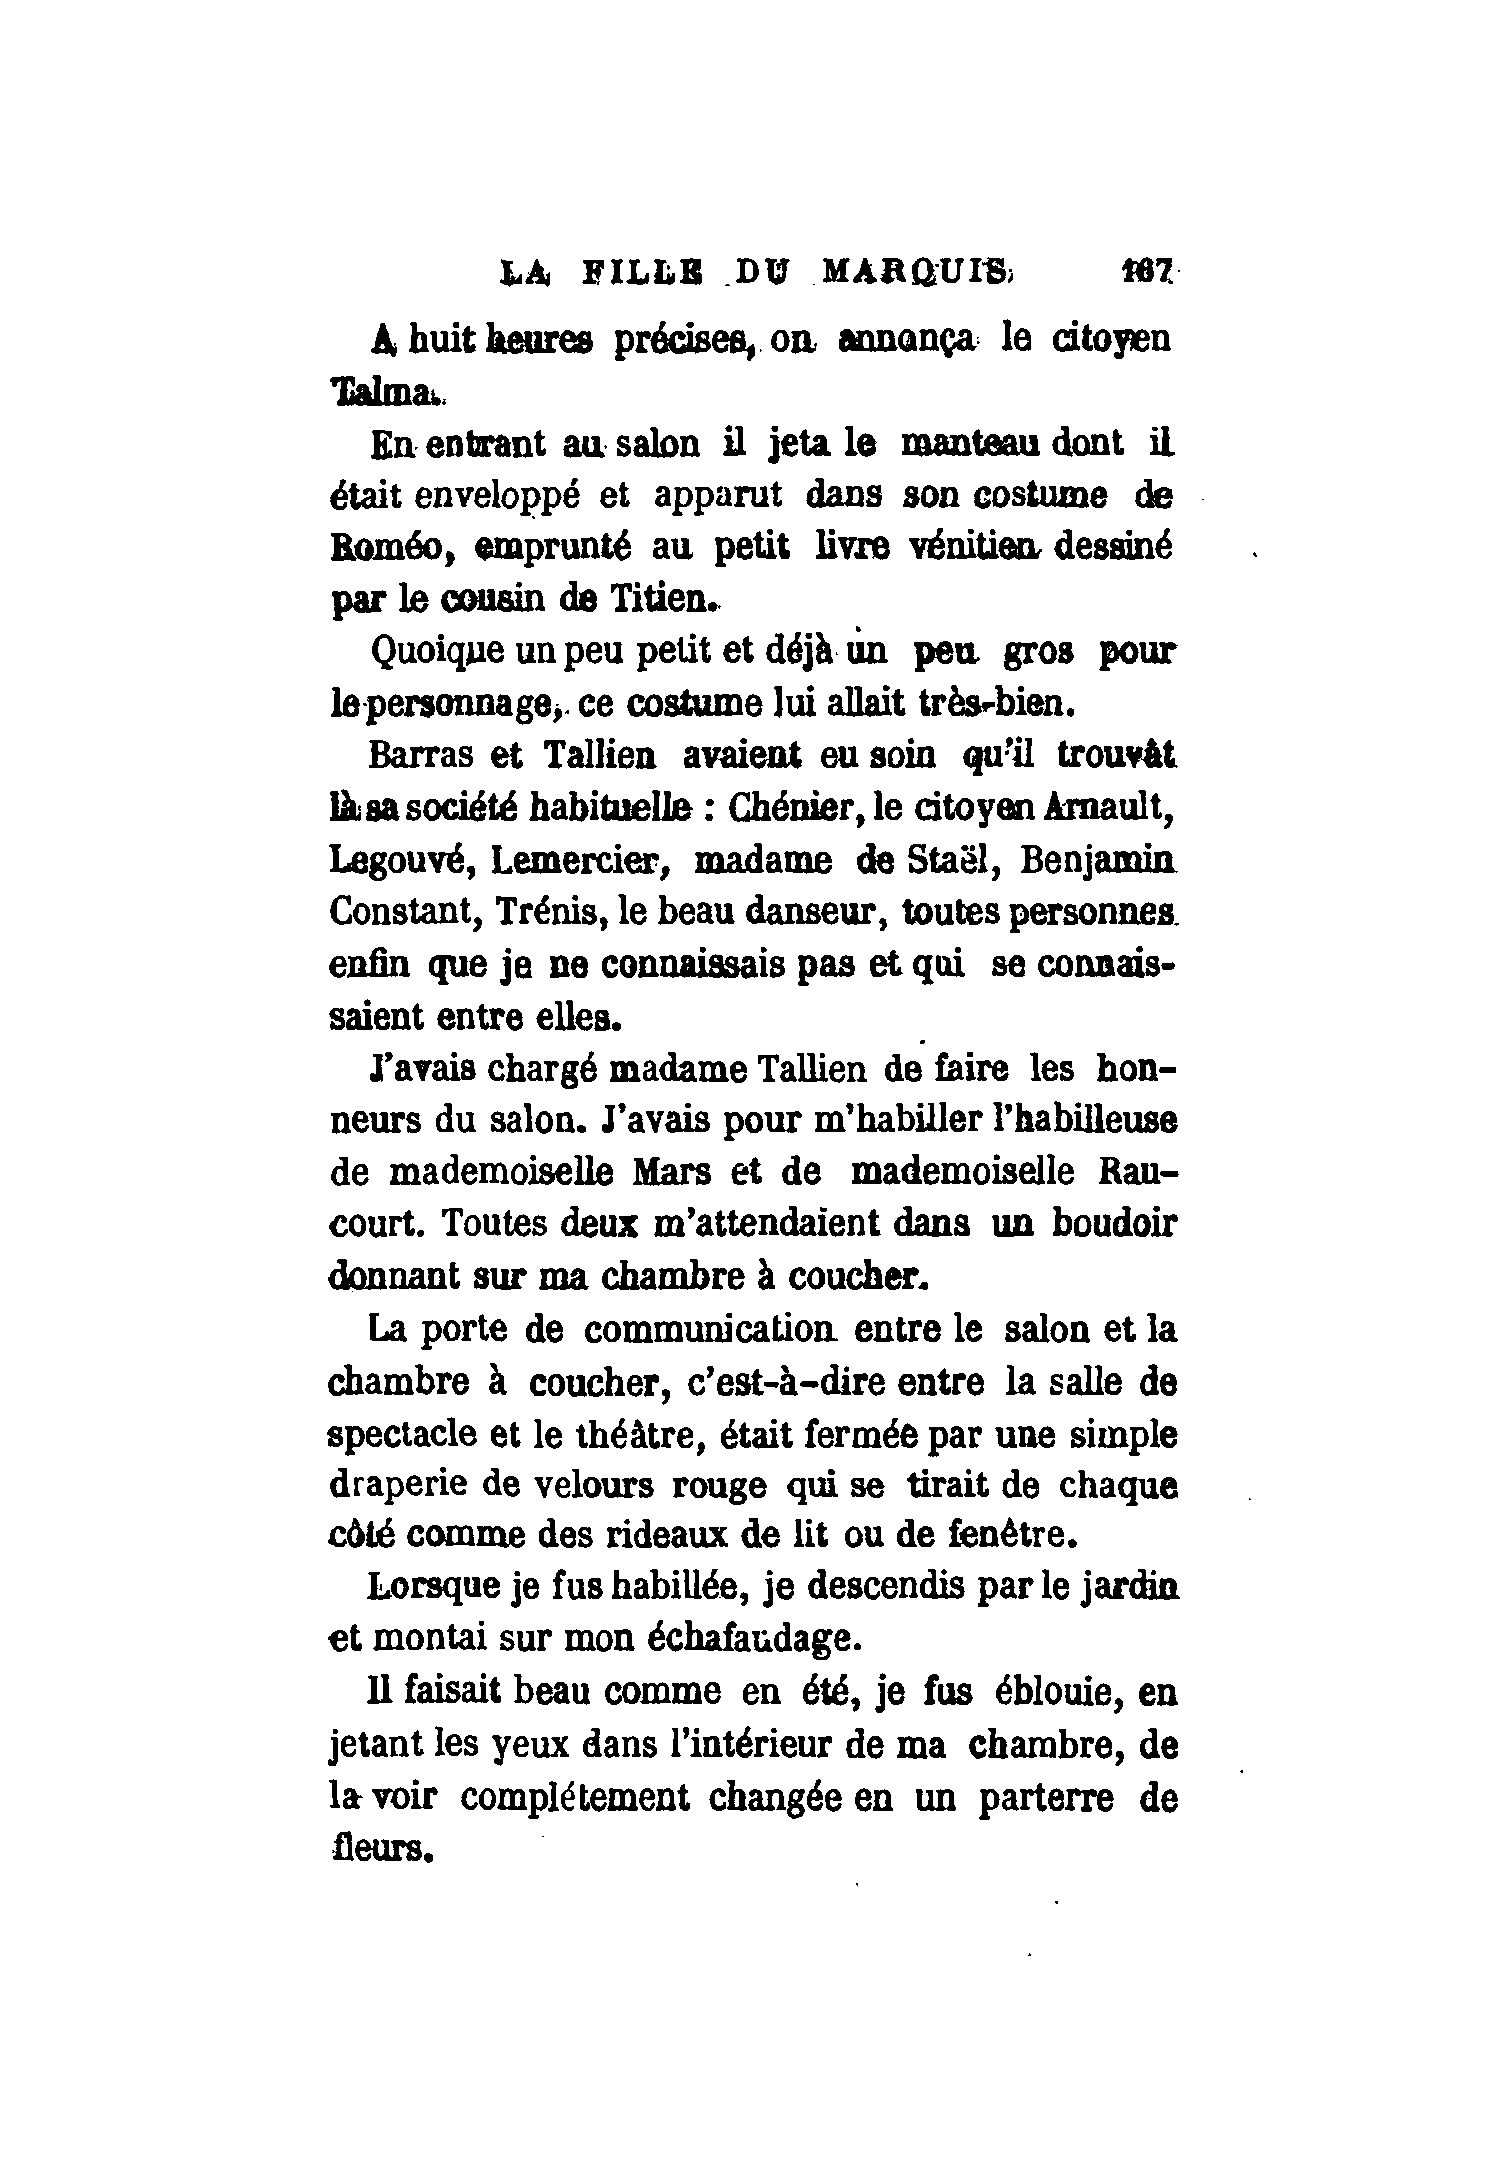 LA FILLE DU MARQUIS 167
A huit heures précises, on annonça le citoyen
Talma.
En entrant au salon il jeta le manteau dont il
était enveloppé et apparut dans son costume de
Roméo, emprunté au petit livre vénitien dessiné
par le cousin de Titien.
Quoique un peu petit et déjà un peu gros pour
le personnage, ce costume lui allait très-bien.
Barras et Tallien avaient eu soin qu'il trouvât
là sa société habituelle : Chénier, le citoyen Arnault,
Legouvé, Lemercier, madame de Staël, Benjamin
Constant, Trénis, le beau danseur, toutes personnes
enfin que je ne connaissais pas et qui se connais-
saient entre elles.
J'avais chargé madame Tallien de faire les hon-
neurs du salon. J'avais pour m'habiller l'habilleuse
de mademoiselle Mars et de mademoiselle Rau-
court. Toutes deux m'attendaient dans un boudoir
donnant sur ma chambre à coucher.
La porte de communication entre le salon et la
chambre à coucher, c'est-à-dire entre la salle de
spectacle et le théâtre, était fermée par une simple
draperie de velours rouge qui se tirait de chaque
côté comme des rideaux de lit ou de fenêtre.
Lorsque je fus habillée, je descendis par le jardin
et montai sur mon échafaudage.
Il faisait beau comme en été, je fus éblouie, en
jetant les yeux dans l'intérieur de ma chambre, de
la voir complétement changée en un parterre de
fleurs.